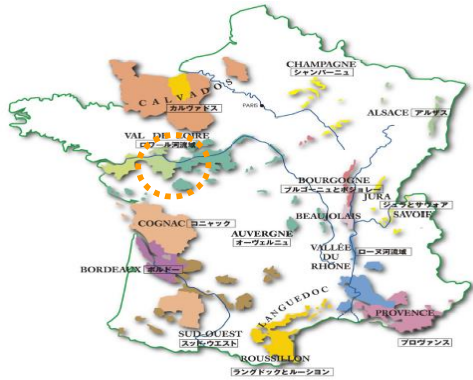 CHAMPAGNE
シャンパーニュ
CALVADOS
カルヴァドス
PARIS
ALSACE アルザス
VAL DE LOIRE
ロワール河流域
BOURGOGNE
ブルゴーニュとボジョレー
JURA
ジュラとサヴォア
SAVOIE
BEAUJOLAIS
COGNAC コニャック
AUVERGNE
オーヴェルニュ
VALLÉE
DU
RHÔNE
ローヌ河流域
BORDEAUX ボルドー
LANGUEDOC
PROVENCE
プロヴァンス
SUD-OUEST
スッド・ウエスト
ROUSSILLON
ラングドックとルーション